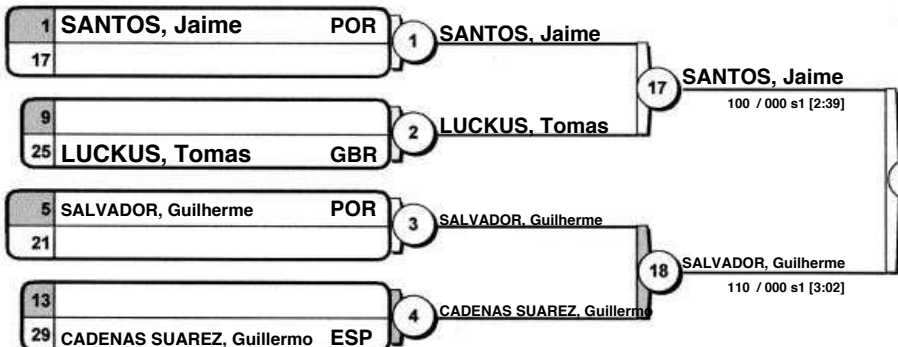 1 SANTOS, Jaime POR
17
1
SANTOS, Jaime
9
25 LUCKUS, Tomas GBR
2
LUCKUS, Tomas
17
SANTOS, Jaime
100 / 000 s1 [2:39]
5 SALVADOR, Guilherme POR
21
3
SALVADOR, Guilherme
13
29 CADENAS SUAREZ, Guillermo ESP
4
CADENAS SUAREZ, Guillermo
18
SALVADOR, Guilherme
110 / 000 s1 [3:02]